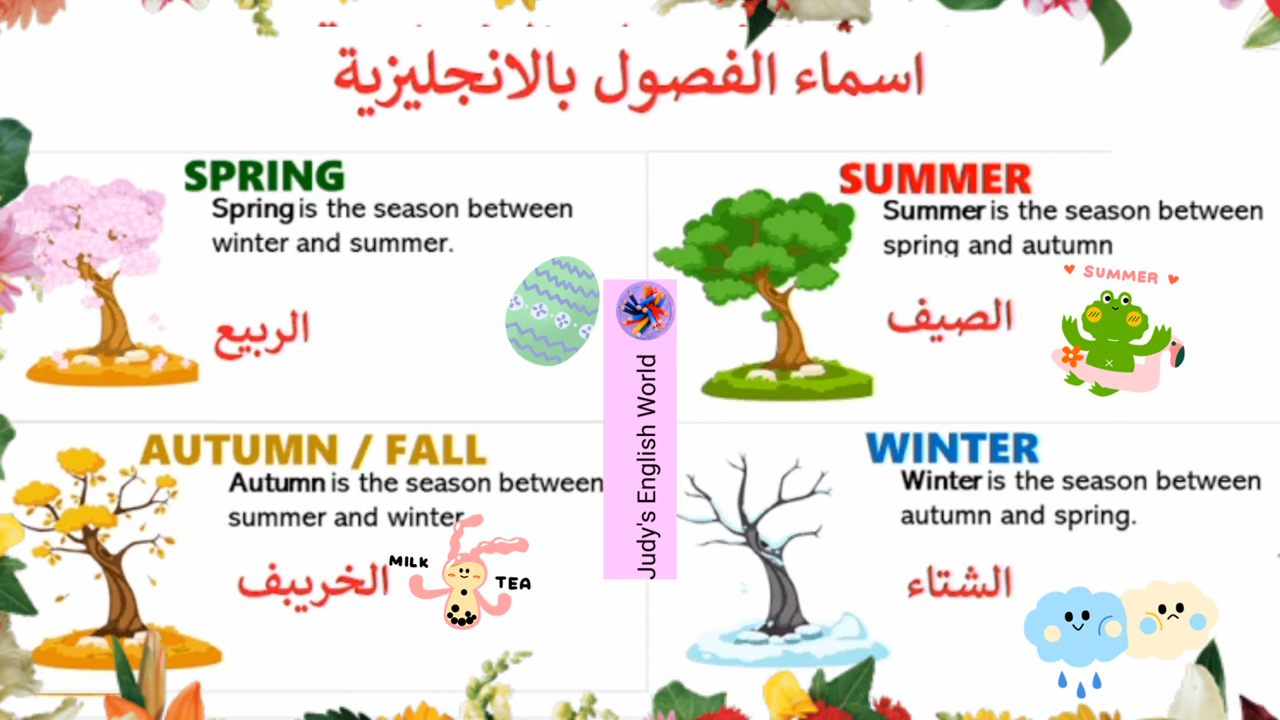 اسماء الفصول بالانجليزية
SPRING
Spring is the season between
winter and summer.
الربيع
SUMMER
Summer is the season between
spring and autumn
الصيف
SUMMER
Judy's English World
AUTUMN / FALL
Autumn is the season between
summer and winter
الخريبف
MILK
TEA
WINTER
Winter is the season between
autumn and spring.
الشتاء